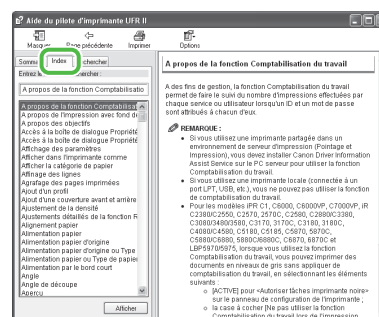 Aide du pilote d'imprimante UFR II
Masquer Page précédente Imprimer Options
Somma Index chercher
Entrez le chercher :
A propos de la fonction Comptabilisatio
A propos de la fonction Comptabilisat
A propos de l'impression avec fond de
A propos des objectifs
Accès à la boîte de dialogue Propriété
Accès à la boîte de dialogue Propriété
Affichage des paramètres
Afficher dans l'imprimante comme
Afficher la catégorie de papier
Affinage des lignes
Agrafage des pages imprimées
Ajout d'un profil
Ajout d'une couverture avant et arrière
Ajustement de la densité
Ajustements détaillés de la fonction R
Alignement papier
Alimentation papier
Alimentation papier d'origine
Alimentation papier d'origine ou Type
Alimentation papier ou Type de papier
Alimentation par le bord court
Angle
Angle de découpe
Aperçu
Afficher
A propos de la fonction Comptabilisation du travail
A des fins de gestion, la fonction Comptabilisation du travail
permet de faire le suivi du nombre d'impressions effectuées par
chaque service ou utilisateur lorsqu'un ID et un mot de passe
sont attribués à chacun d'eux.
REMARQUE :
• Si vous utilisez une imprimante partagée dans un
environnement de serveur d'impression (Pointage et
Impression), vous devez installer Canon Driver Information
Assist Service sur le PC serveur pour utiliser la fonction
Comptabilisation du travail.
• Si vous utilisez une imprimante locale (connectée à un
port LPT, USB, etc.), vous ne pouvez pas utiliser la fonction
de comptabilisation du travail.
• Pour les modèles iPR C1, C6000, C6000VP, C7000VP, iR
C2380/C2550, C2570, 2570C, C2580, C2880/C3380,
C3080/3480/3580, C3170, 3170C, C3180, 3180C,
C4080/C4580, C5180, C5185, C5870, 5870C,
C5880/C6880, C5880C/6880C, C6870, 6870C et
LBP5970/5975, lorsque vous utilisez la fonction
Comptabilisation du travail, vous pouvez imprimer des
documents en niveaux de gris sans appliquer de
comptabilisation du travail, en sélectionnant les éléments
suivants :
○ [ACTIVE] pour <Autoriser tâches imprimante noire>
sur le panneau de configuration de l'imprimante ;
○ la case à cocher [Ne pas utiliser la fonction
Comptabilisation du travail lors de l'impression